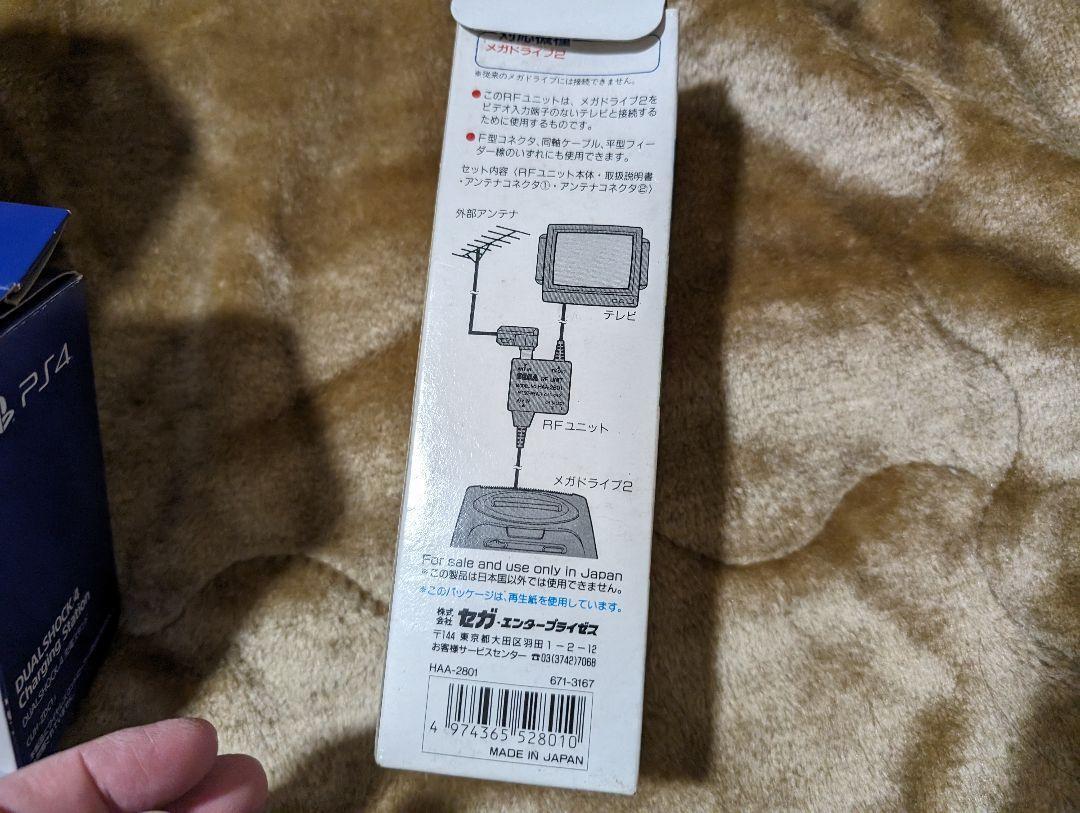 対応機種
メガドライブ2
※従来のメガドライブには接続できません。
●このRFユニットは、メガドライブ2を
ビデオ入力端子のないテレビと接続する
ために使用するものです。
●F型コネクタ、同軸ケーブル、平型フィー
ダー線のいずれにも使用できます。
セット内容〈RFユニット本体・取扱説明書
・アンテナコネクタ①・アンテナコネクタ②〉
外部アンテナ
テレビ
SEGA RF UNIT
HAA-2801
RFユニット
メガドライブ2
For sale and use only in Japan
※この製品は日本国以外では使用できません。
※このパッケージは、再生紙を使用しています。
株式会社 セガ・エンタープライゼス
〒144 東京都大田区羽田1-2-12
お客様サービスセンター ☎03(3742)7068
HAA-2801 671-3167
4 974365 528010
MADE IN JAPAN
PS4
DUALSHOCK 4
Charging Station